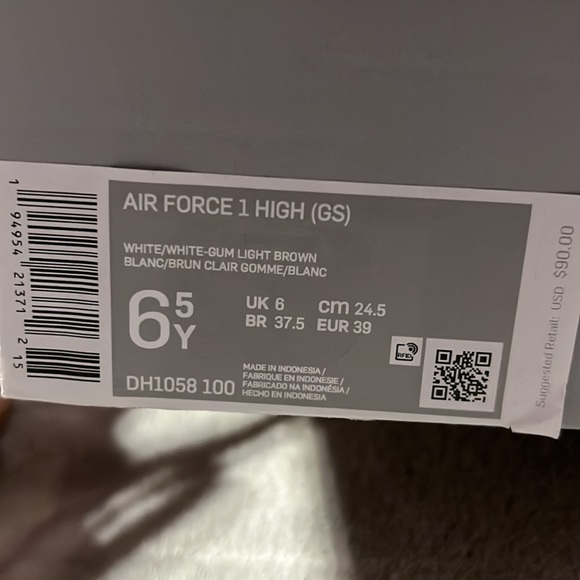 1 94954 21371 2 15
AIR FORCE 1 HIGH (GS)
WHITE/WHITE-GUM LIGHT BROWN
BLANC/BRUN CLAIR GOMME/BLANC
6 5Y
UK 6 cm 24.5
BR 37.5 EUR 39
RFID
DH1058 100
MADE IN INDONESIA /
FABRIQUE EN INDONESIE /
FABRICADO NA INDONÉSIA /
HECHO EN INDONESIA
Suggested Retail: USD $90.00